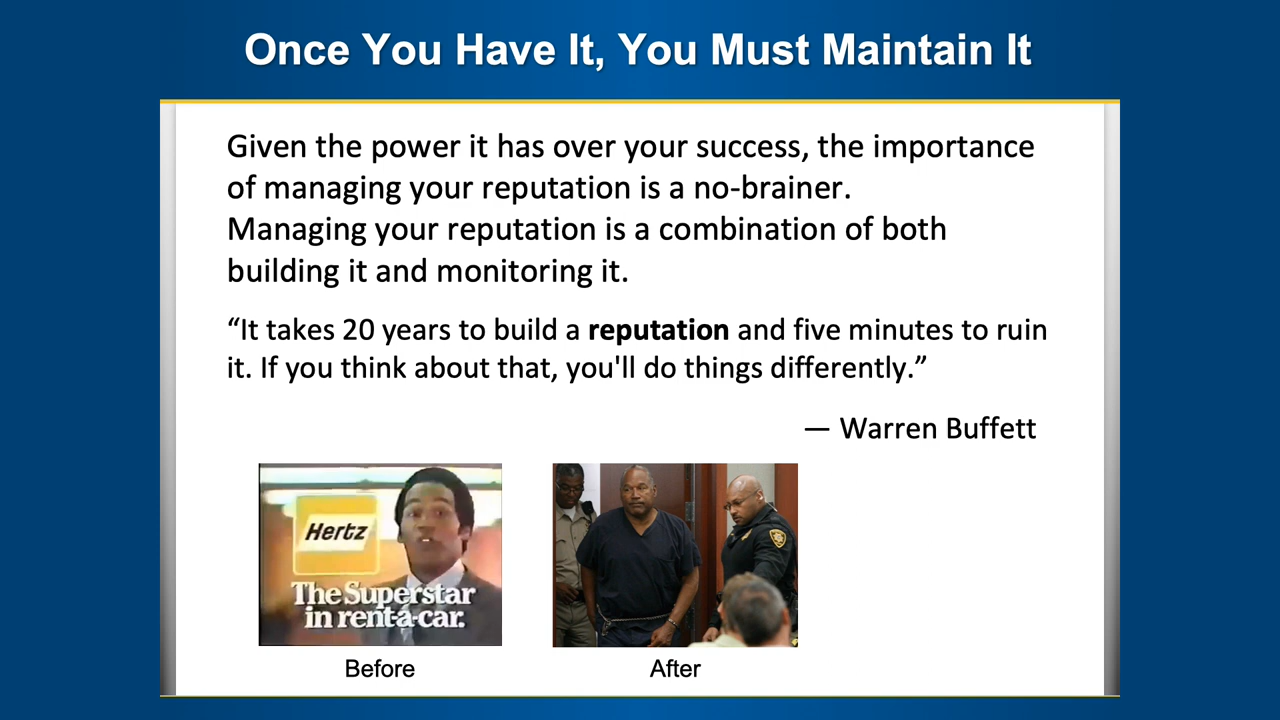 Once You Have It, You Must Maintain It
Given the power it has over your success, the importance
of managing your reputation is a no-brainer.
Managing your reputation is a combination of both
building it and monitoring it.
“It takes 20 years to build a reputation and five minutes to ruin
it. If you think about that, you'll do things differently.”
— Warren Buffett
Hertz
The Superstar
in rent-a-car.
Before
After